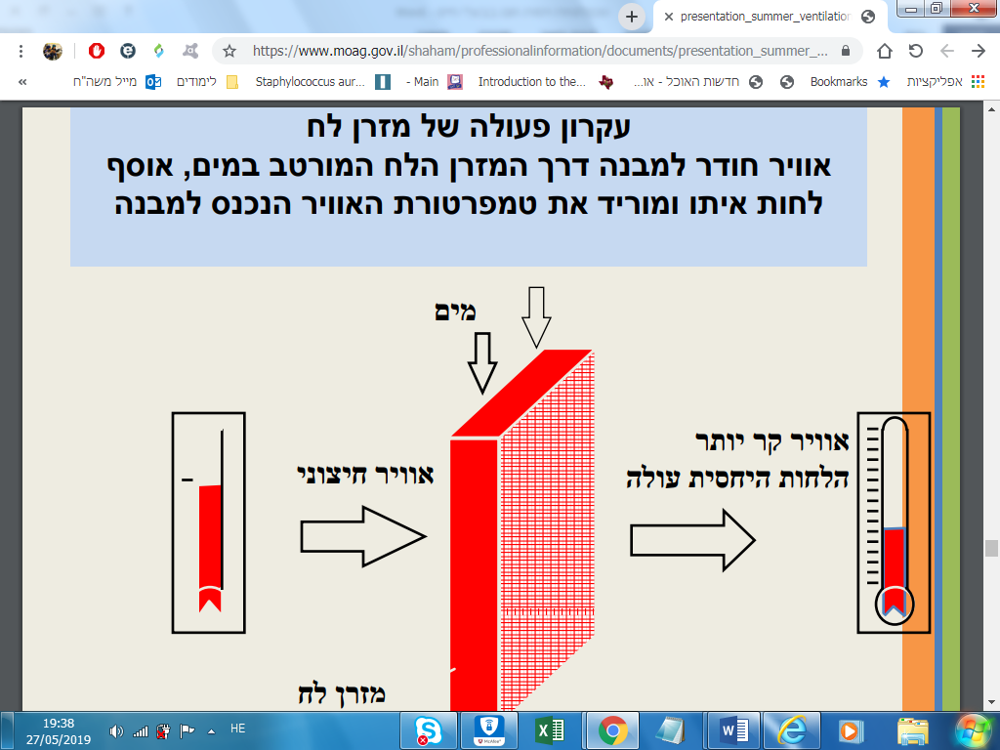 presentation_summer_ventilation
https://www.moag.gov.il/shaham/professionalinformation/documents/presentation_summer_...
אפליקציות
Bookmarks
חדשות האוכל - או...
Introduction to the...
Main -
Staphylococcus aur...
לימודים
מייל משה"ח
«
עקרון פעולה של מזרן לח
אוויר חודר למבנה דרך המזרן הלח המורטב במים, אוסף
לחות איתו ומוריד את טמפרטורת האוויר הנכנס למבנה
מים
אוויר חיצוני
אוויר קר יותר
הלחות היחסית עולה
מזרן לח
19:38
27/05/2019
HE
McAfee